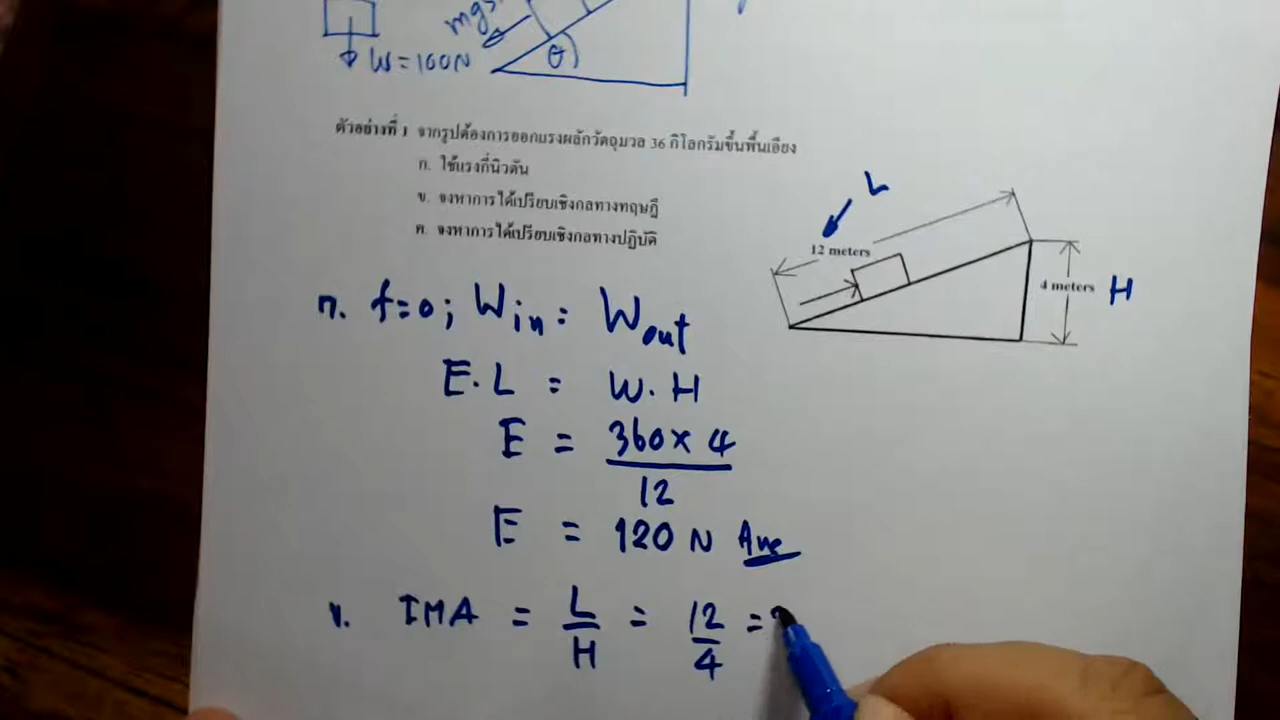 W = 100N
θ
ตัวอย่างที่ 1 จากรูปต้องการออกแรงผลักวัตถุมวล 36 กิโลกรัมขึ้นพื้นเอียง
ก. ใช้แรงกี่นิวตัน
ข. จงหาการได้เปรียบเชิงกลทางทฤษฎี
ค. จงหาการได้เปรียบเชิงกลทางปฏิบัติ
L
12 meters
4 meters H
ก. f=0; Win = Wout
E.L = W.H
E = 360 x 4
12
E = 120 N Ans
ข. IMA = L = 12 =
H 4